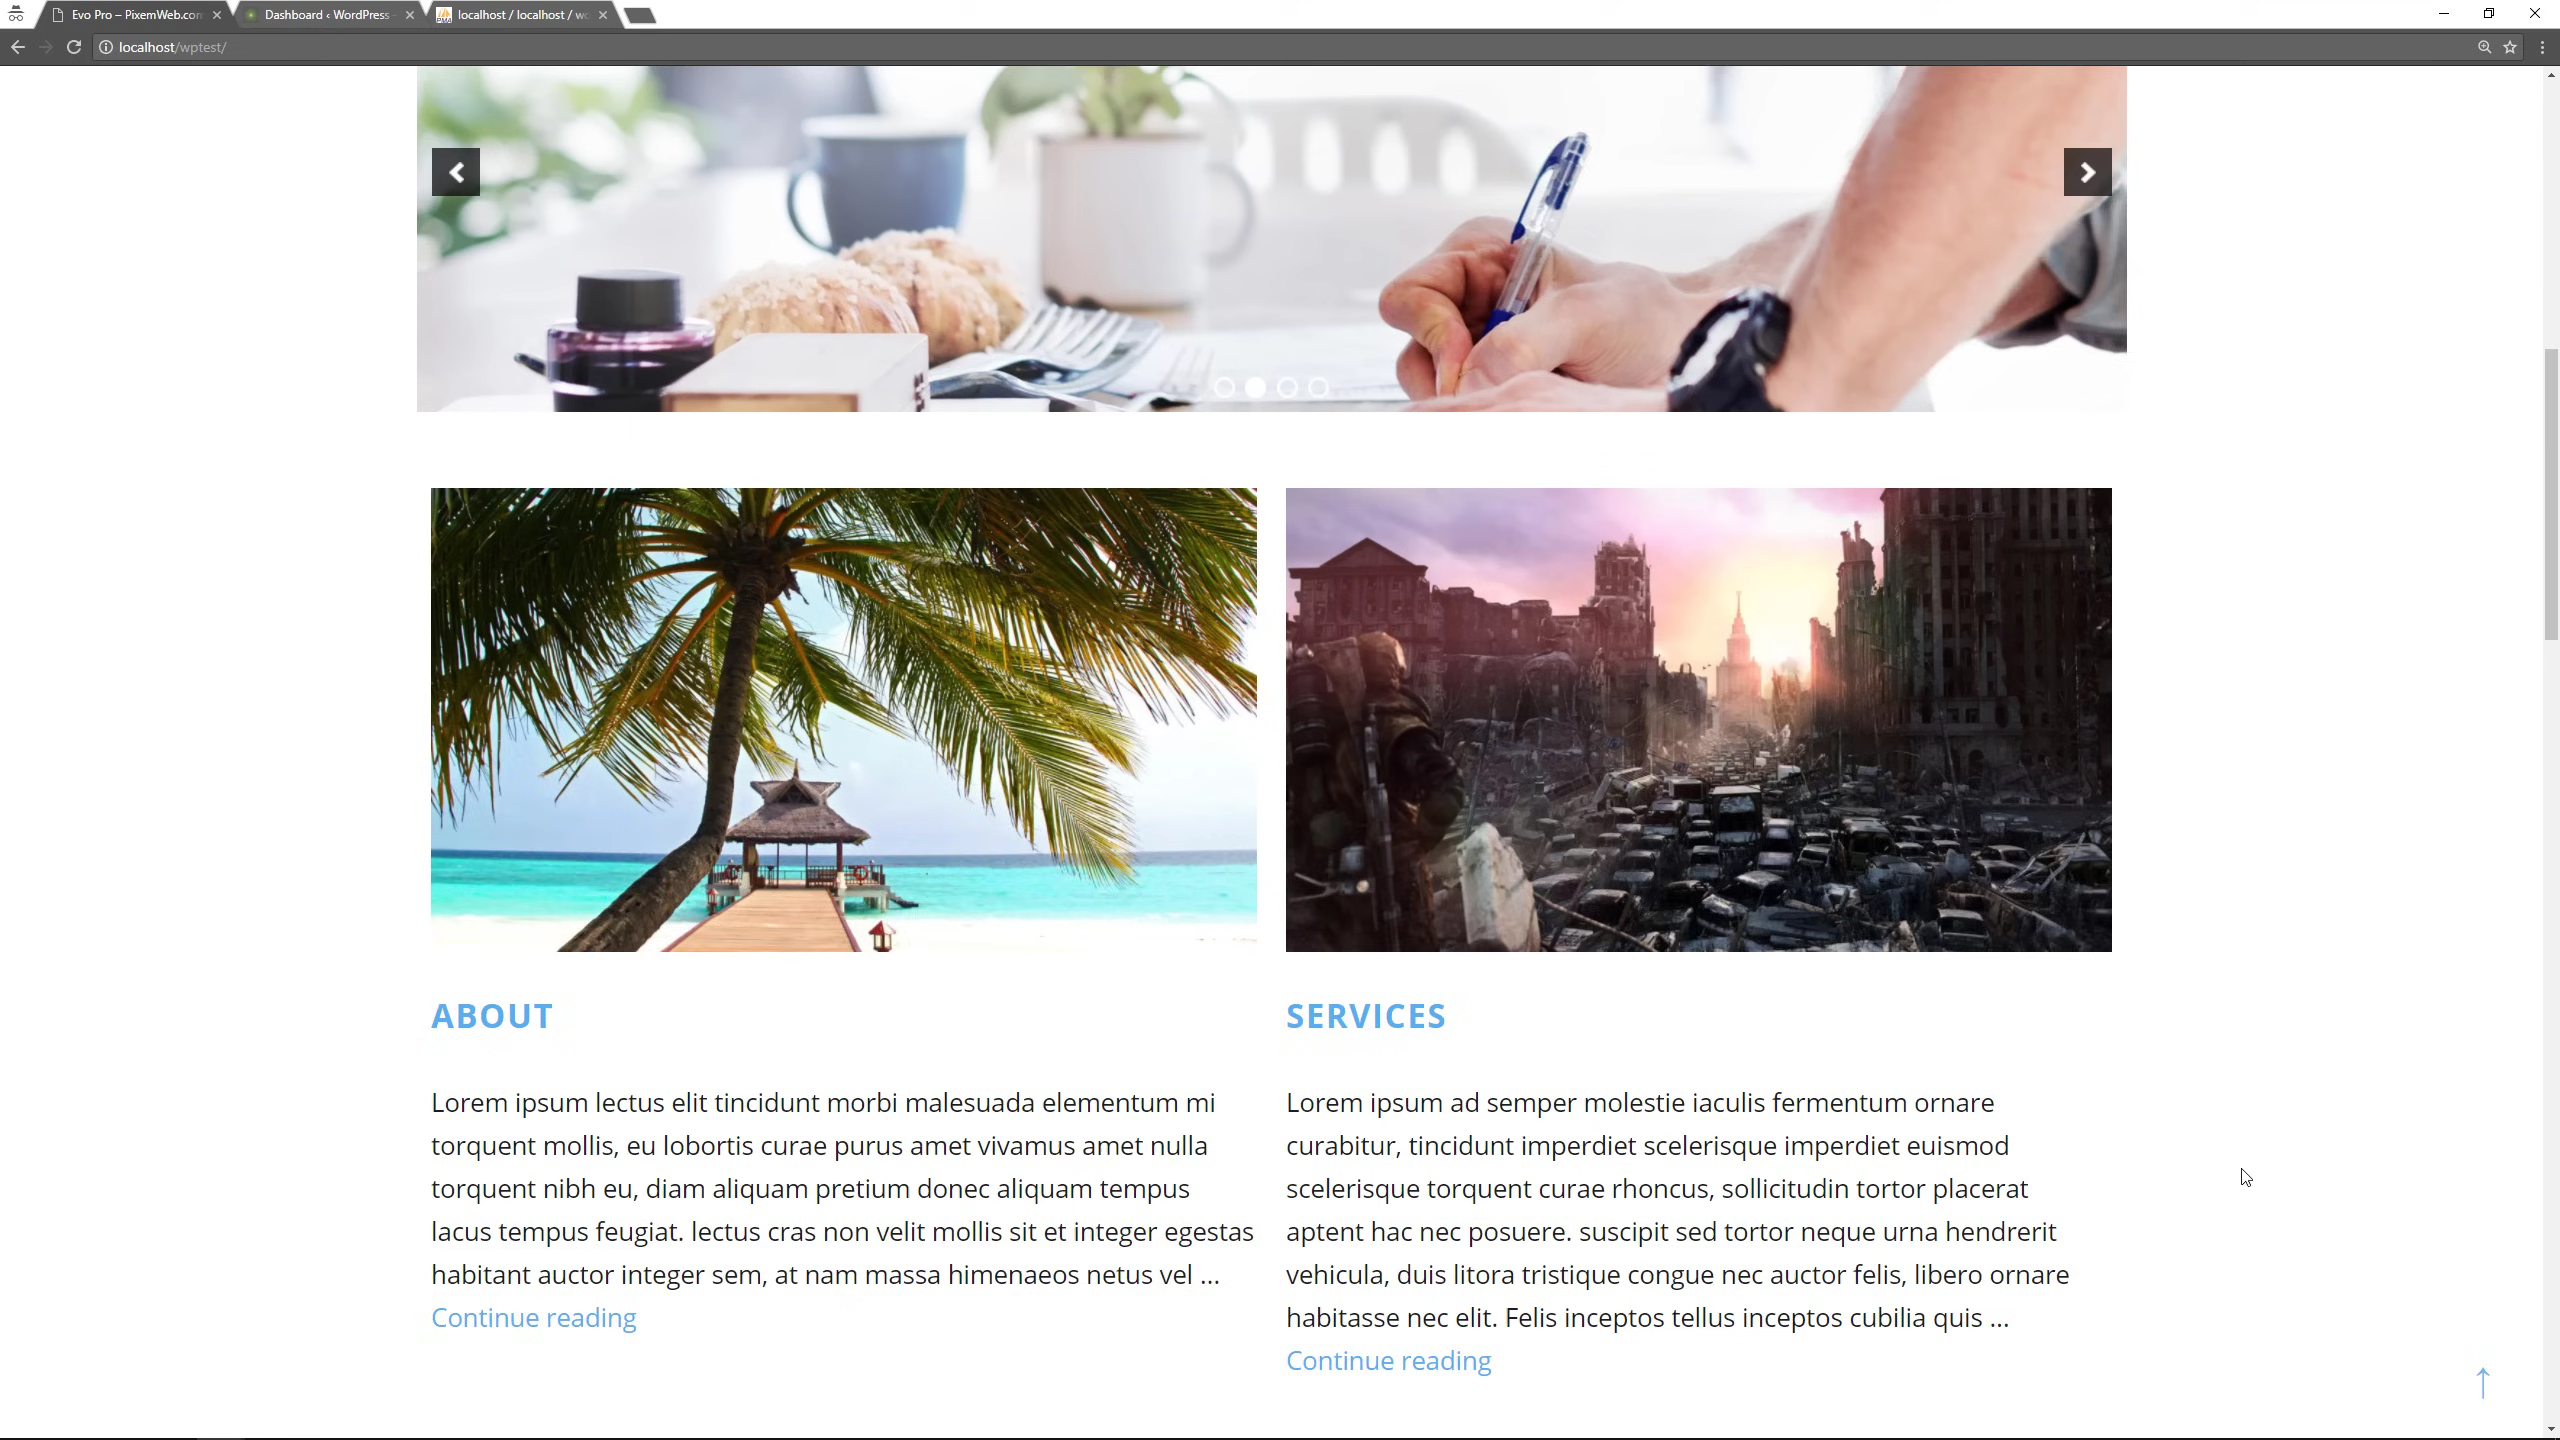 Evo Pro – PixemWeb.com
Dashboard ‹ WordPress
localhost / localhost / wo
localhost/wptest/
ABOUT
Lorem ipsum lectus elit tincidunt morbi malesuada elementum mi
torquent mollis, eu lobortis curae purus amet vivamus amet nulla
torquent nibh eu, diam aliquam pretium donec aliquam tempus
lacus tempus feugiat. lectus cras non velit mollis sit et integer egestas
habitant auctor integer sem, at nam massa himenaeos netus vel ...
Continue reading
SERVICES
Lorem ipsum ad semper molestie iaculis fermentum ornare
curabitur, tincidunt imperdiet scelerisque imperdiet euismod
scelerisque torquent curae rhoncus, sollicitudin tortor placerat
aptent hac nec posuere. suscipit sed tortor neque urna hendrerit
vehicula, duis litora tristique congue nec auctor felis, libero ornare
habitasse nec elit. Felis inceptos tellus inceptos cubilia quis ...
Continue reading